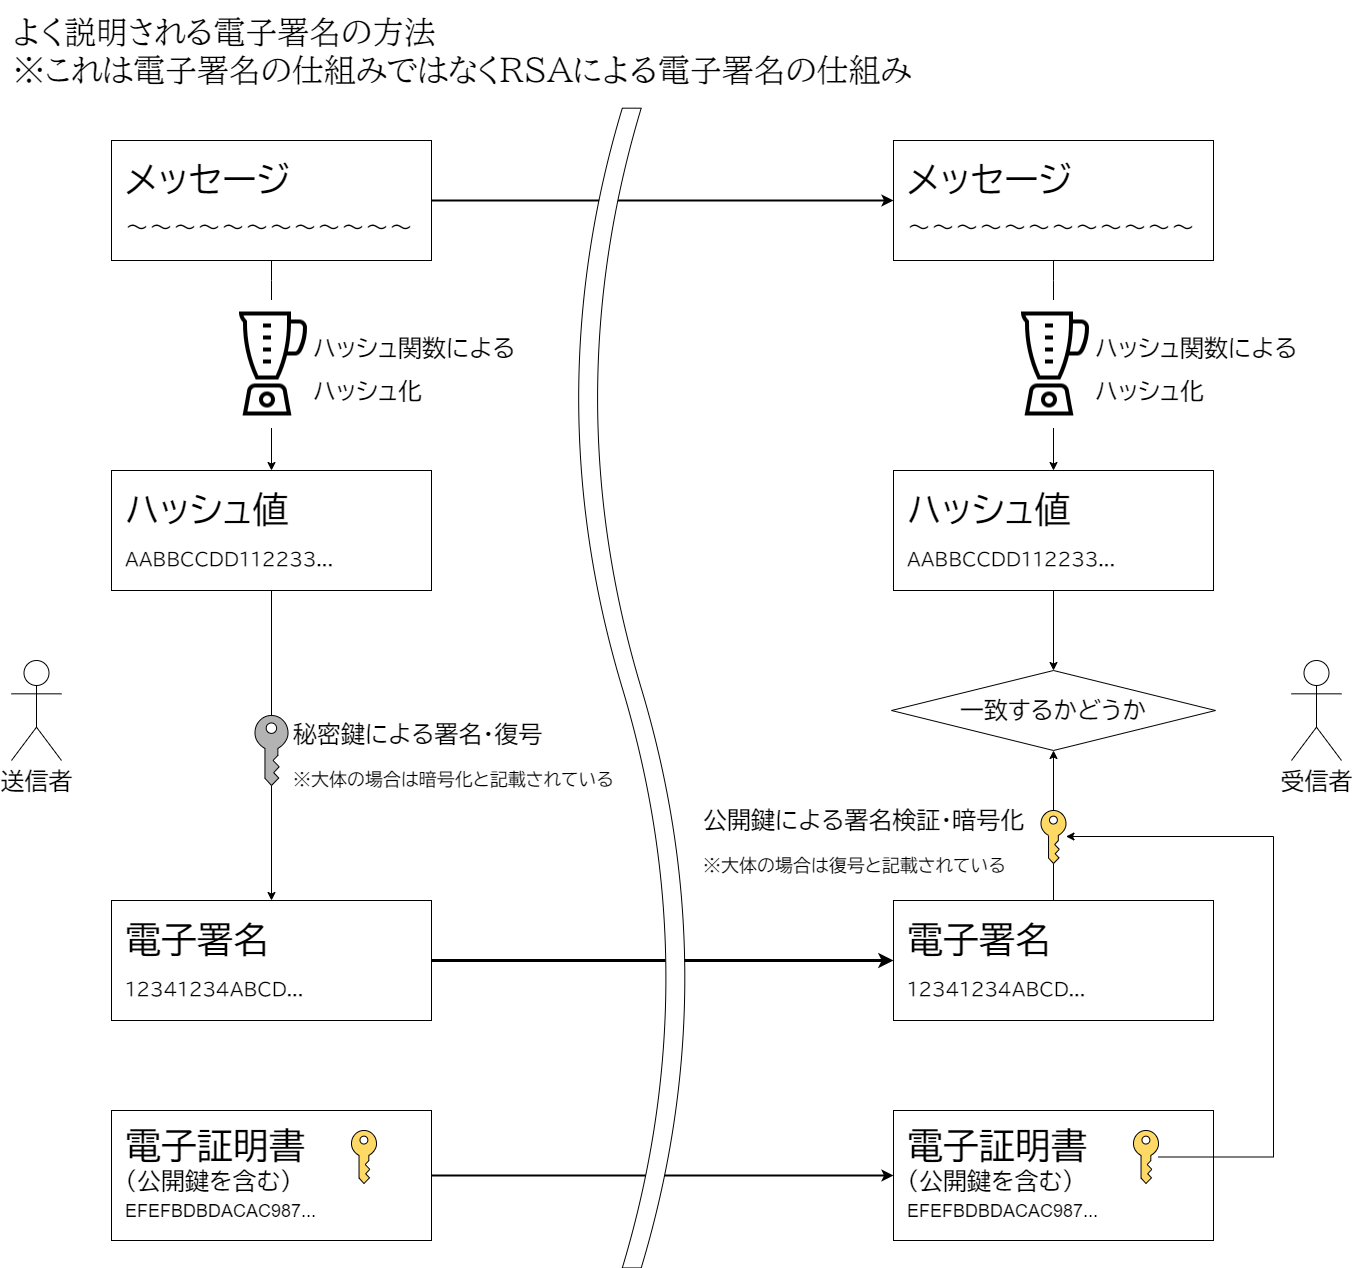 よく説明される電子署名の方法
※これは電子署名の仕組みではなくRSAによる電子署名の仕組み
メッセージ
～～～～～～～～～～～～
ハッシュ関数による
ハッシュ化
ハッシュ値
AABBCCDD112233...
送信者
秘密鍵による署名・復号
※大体の場合は暗号化と記載されている
電子署名
12341234ABCD...
電子証明書
（公開鍵を含む）
EFEFBDBDACAC987...
メッセージ
～～～～～～～～～～～～
ハッシュ関数による
ハッシュ化
ハッシュ値
AABBCCDD112233...
一致するかどうか
受信者
公開鍵による署名検証・暗号化
※大体の場合は復号と記載されている
電子署名
12341234ABCD...
電子証明書
（公開鍵を含む）
EFEFBDBDACAC987...